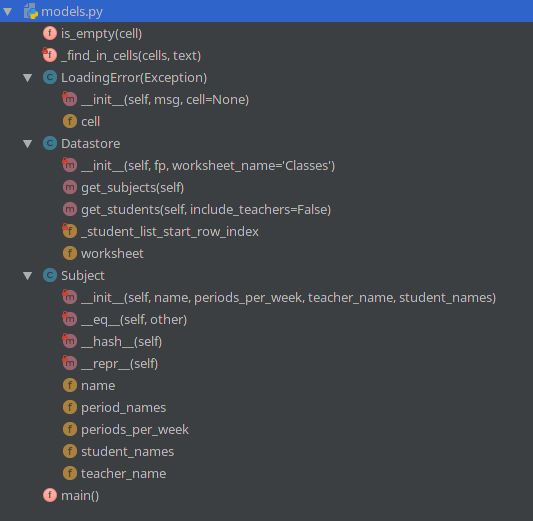 models.py
is_empty(cell)
_find_in_cells(cells, text)
LoadingError(Exception)
__init__(self, msg, cell=None)
cell
Datastore
__init__(self, fp, worksheet_name='Classes')
get_subjects(self)
get_students(self, include_teachers=False)
_student_list_start_row_index
worksheet
Subject
__init__(self, name, periods_per_week, teacher_name, student_names)
__eq__(self, other)
__hash__(self)
__repr__(self)
name
period_names
periods_per_week
student_names
teacher_name
main()